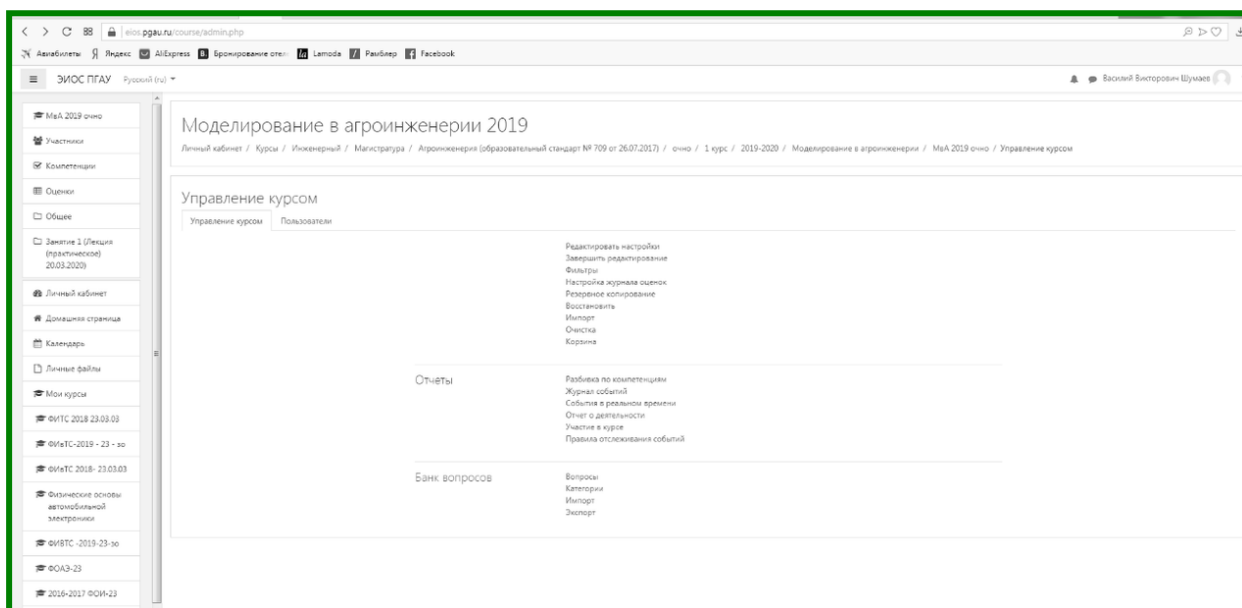 eios.pgau.ru/course/admin.php
Авиабилеты Яндекс AliExpress Бронирование отел Lamoda Рамблер Facebook
ЭИОС ПГАУ Русский (ru)
Василий Викторович Шумаев
МвА 2019 очно
Участники
Компетенции
Оценки
Общее
Занятие 1 (Лекция
(практическое)
20.03.2020)
Личный кабинет
Домашняя страница
Календарь
Личные файлы
Мои курсы
ФИТС 2018 23.03.03
ФИвТС-2019 - 23 - зо
ФИвТС 2018- 23.03.03
Физические основы
автомобильной
электроники
ФИВТС -2019-23-зо
ФОАЭ-23
2016-2017 ФОИ-23
Моделирование в агроинженерии 2019
Личный кабинет / Курсы / Инженерный / Магистратура / Агроинженерия (образовательный стандарт № 709 от 26.07.2017) / очно / 1 курс / 2019-2020 / Моделирование в агроинженерии / МвА 2019 очно / Управление курсом
Управление курсом
Управление курсом Пользователи
Редактировать настройки
Завершить редактирование
Фильтры
Настройка журнала оценок
Резервное копирование
Восстановить
Импорт
Очистка
Корзина
Отчеты
Разбивка по компетенциям
Журнал событий
События в реальном времени
Отчет о деятельности
Участие в курсе
Правила отслеживания событий
Банк вопросов
Вопросы
Категории
Импорт
Экспорт